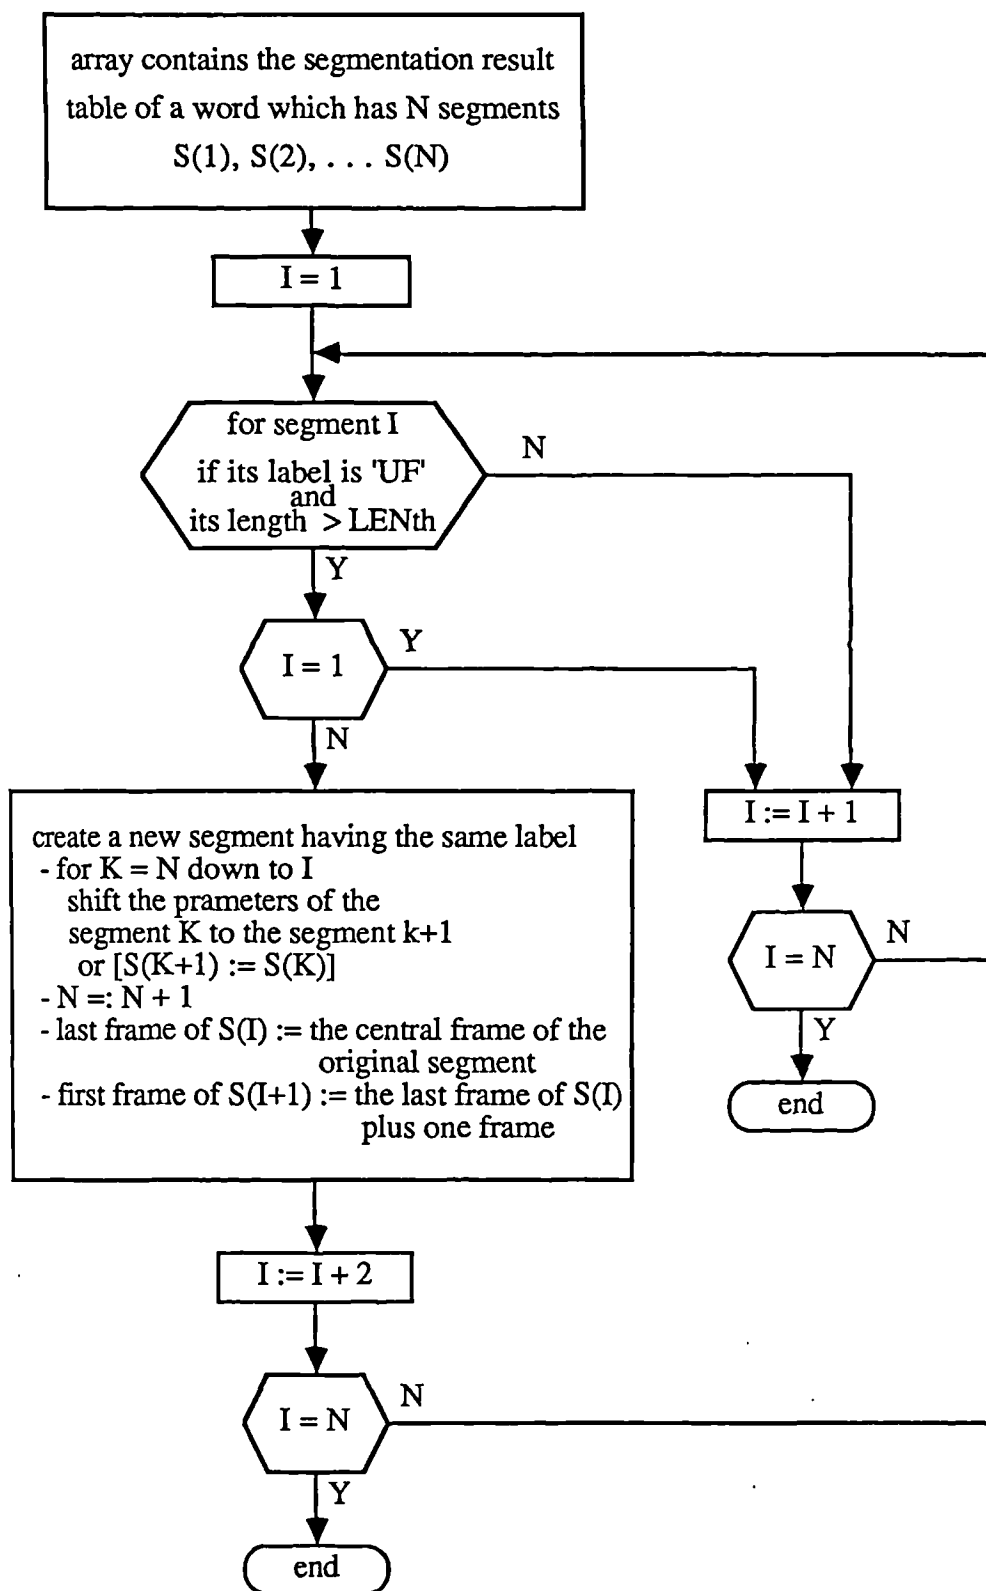 array contains the segmentation result
table of a word which has N segments
S(1), S(2), . . . S(N)
I = 1
for segment I
if its label is 'UF'
and
its length > LENth
N
Y
I = 1
Y
N
create a new segment having the same label
- for K = N down to I
shift the prameters of the
segment K to the segment k+1
or [S(K+1) := S(K)]
- N =: N + 1
- last frame of S(I) := the central frame of the
original segment
- first frame of S(I+1) := the last frame of S(I)
plus one frame
I := I + 1
I = N
N
Y
end
I := I + 2
I = N
N
Y
end